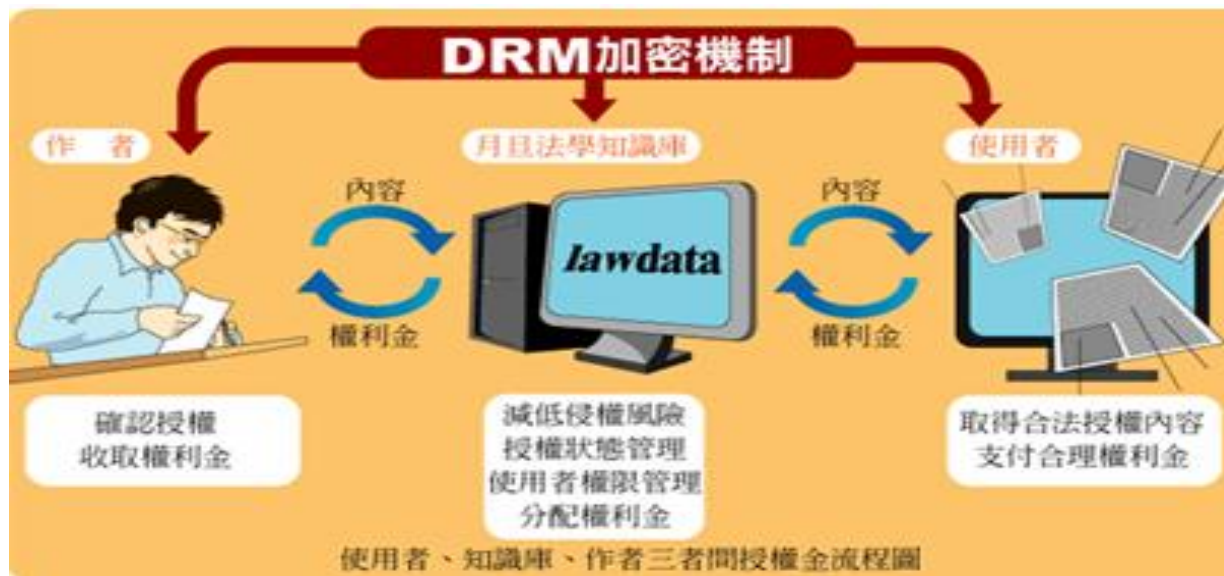 DRM加密機制
作 者
月旦法學知識庫
使用者
內容
內容
lawdata
權利金
權利金
確認授權
收取權利金
減低侵權風險
授權狀態管理
使用者權限管理
分配權利金
取得合法授權內容
支付合理權利金
使用者、知識庫、作者三者間授權金流程圖